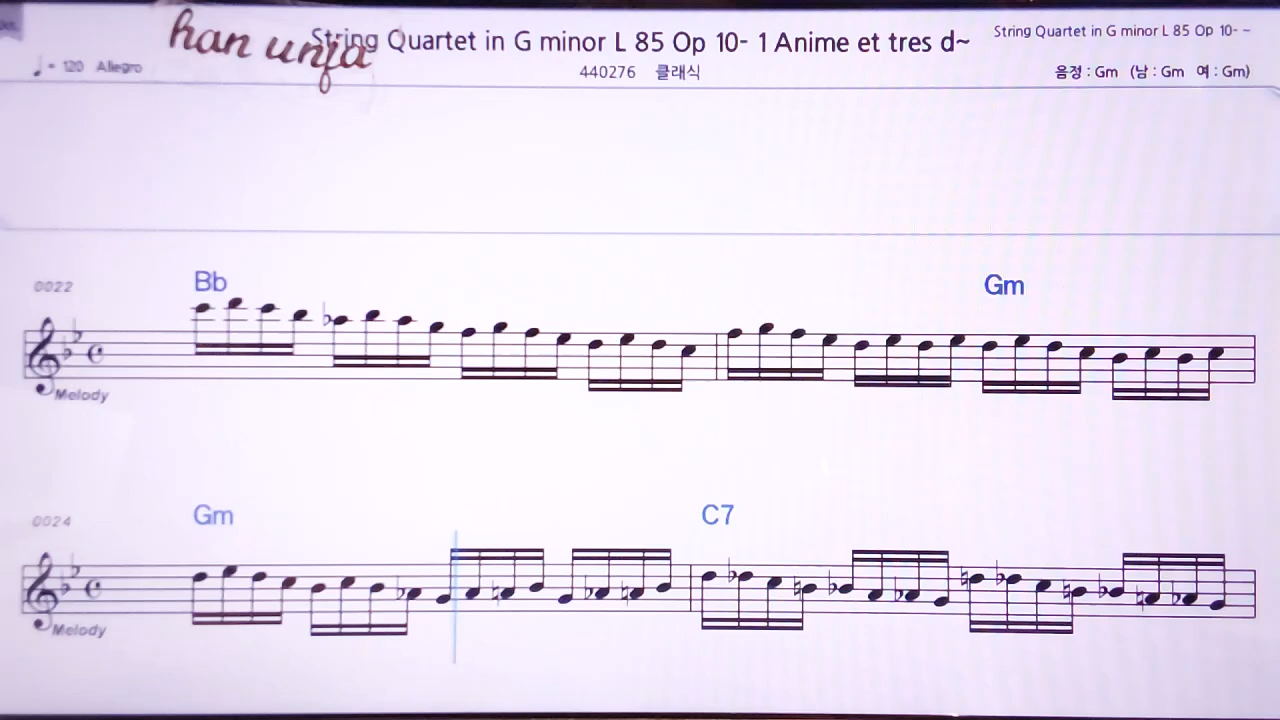 han unja
String Quartet in G minor L 85 Op 10- 1 Anime et tres d~
String Quartet in G minor L 85 Op 10- ~
= 120 Allegro
440276 클래식
음정 : Gm (남 : Gm 여 : Gm)
0022 Bb Gm
Melody
0024 Gm C7
Melody